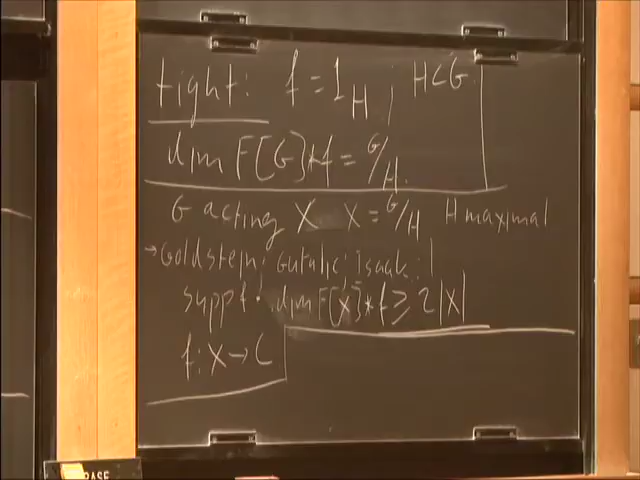 tight: f = 1_H ; H<G.
dim F[G]*f = G/H.
G acting X X = G/H H maximal
→ Goldstein; Guralnic; Isaak:
supp f · dim F[X]*f ≥ 2|X|
f: X → C